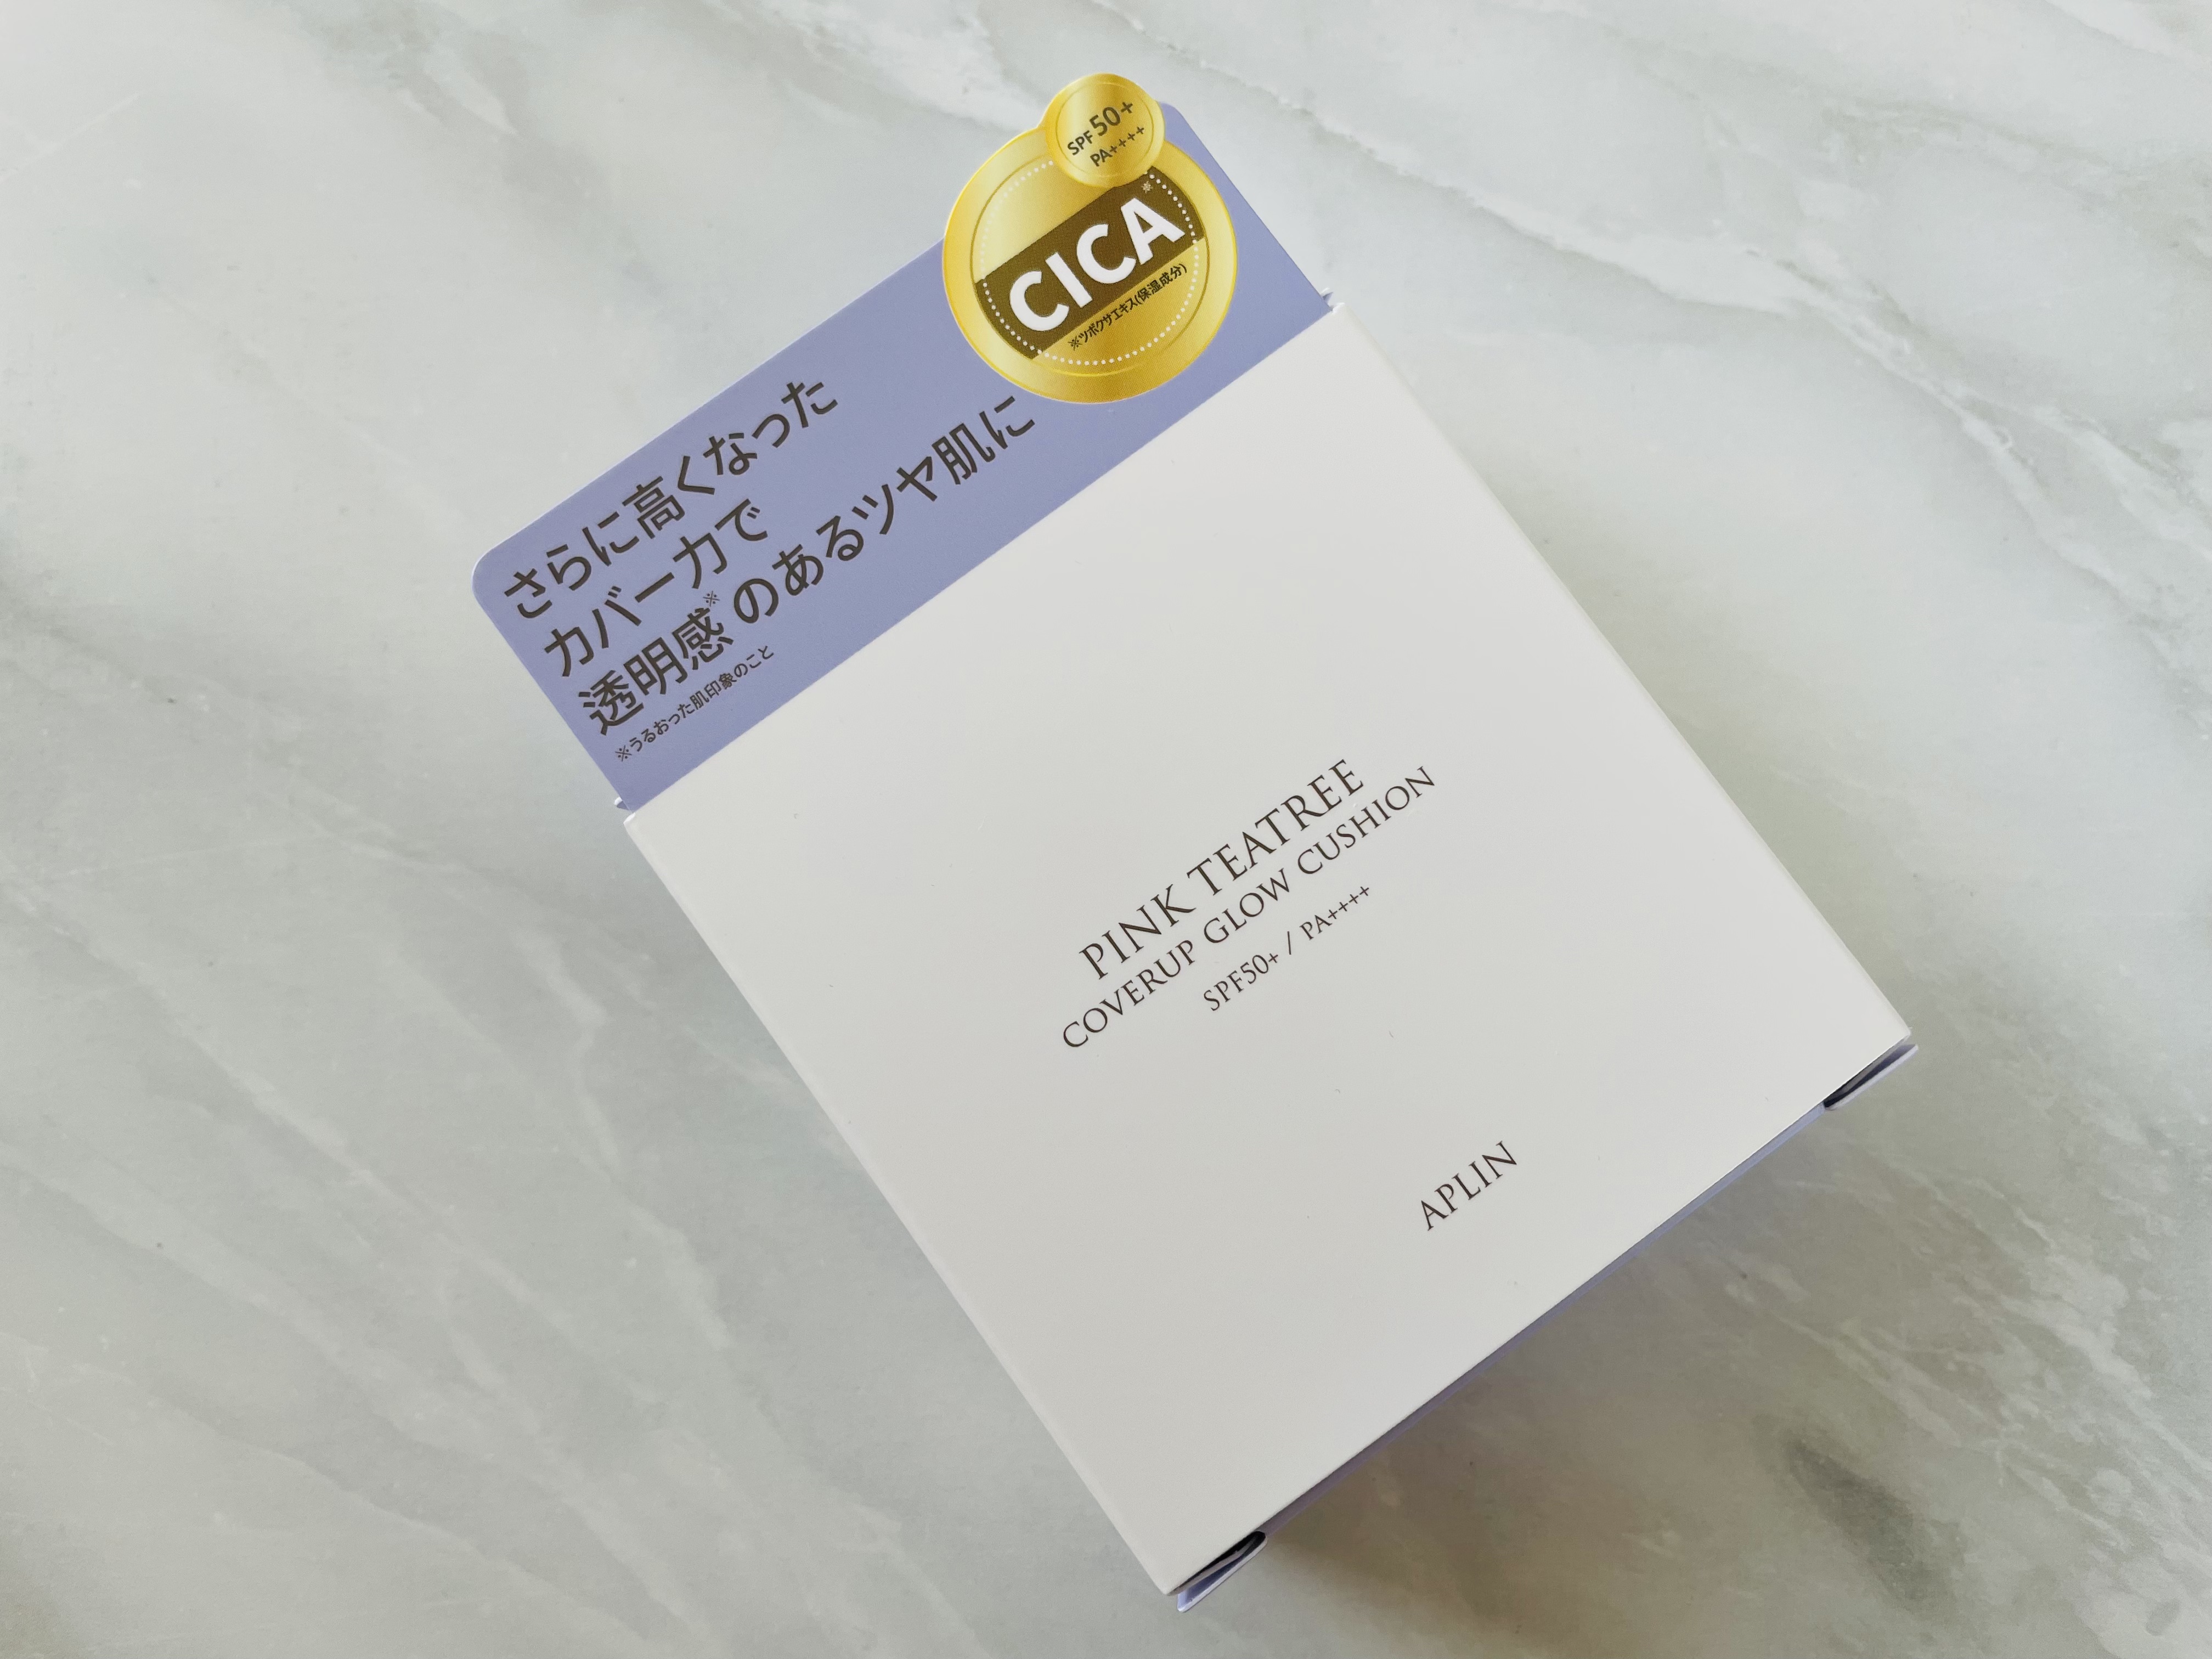 SPF 50+
PA++++
CICA※
※ツボクサエキス(保湿成分)
さらに高くなった
カバー力で
透明感※のあるツヤ肌に
※うるおった肌印象のこと
PINK TEATREE
COVERUP GLOW CUSHION
SPF50+ / PA++++
APLIN